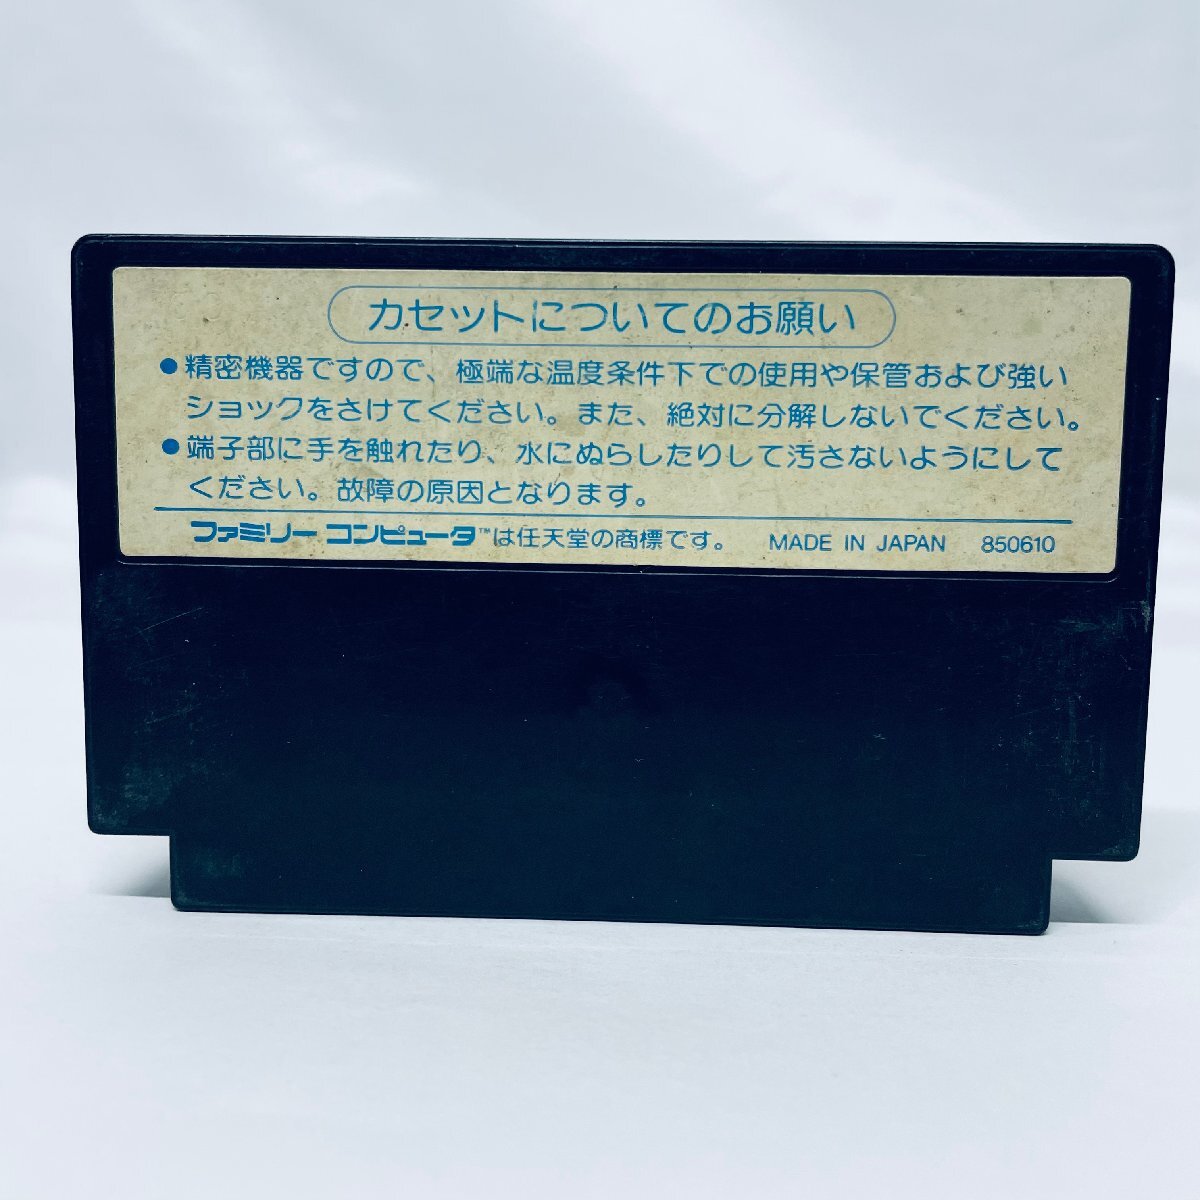 カセットについてのお願い
●精密機器ですので、極端な温度条件下での使用や保管および強い
ショックをさけてください。また、絶対に分解しないでください。
●端子部に手を触れたり、水にぬらしたりして汚さないようにして
ください。故障の原因となります。
ファミリーコンピュータ™は任天堂の商標です。 MADE IN JAPAN 850610